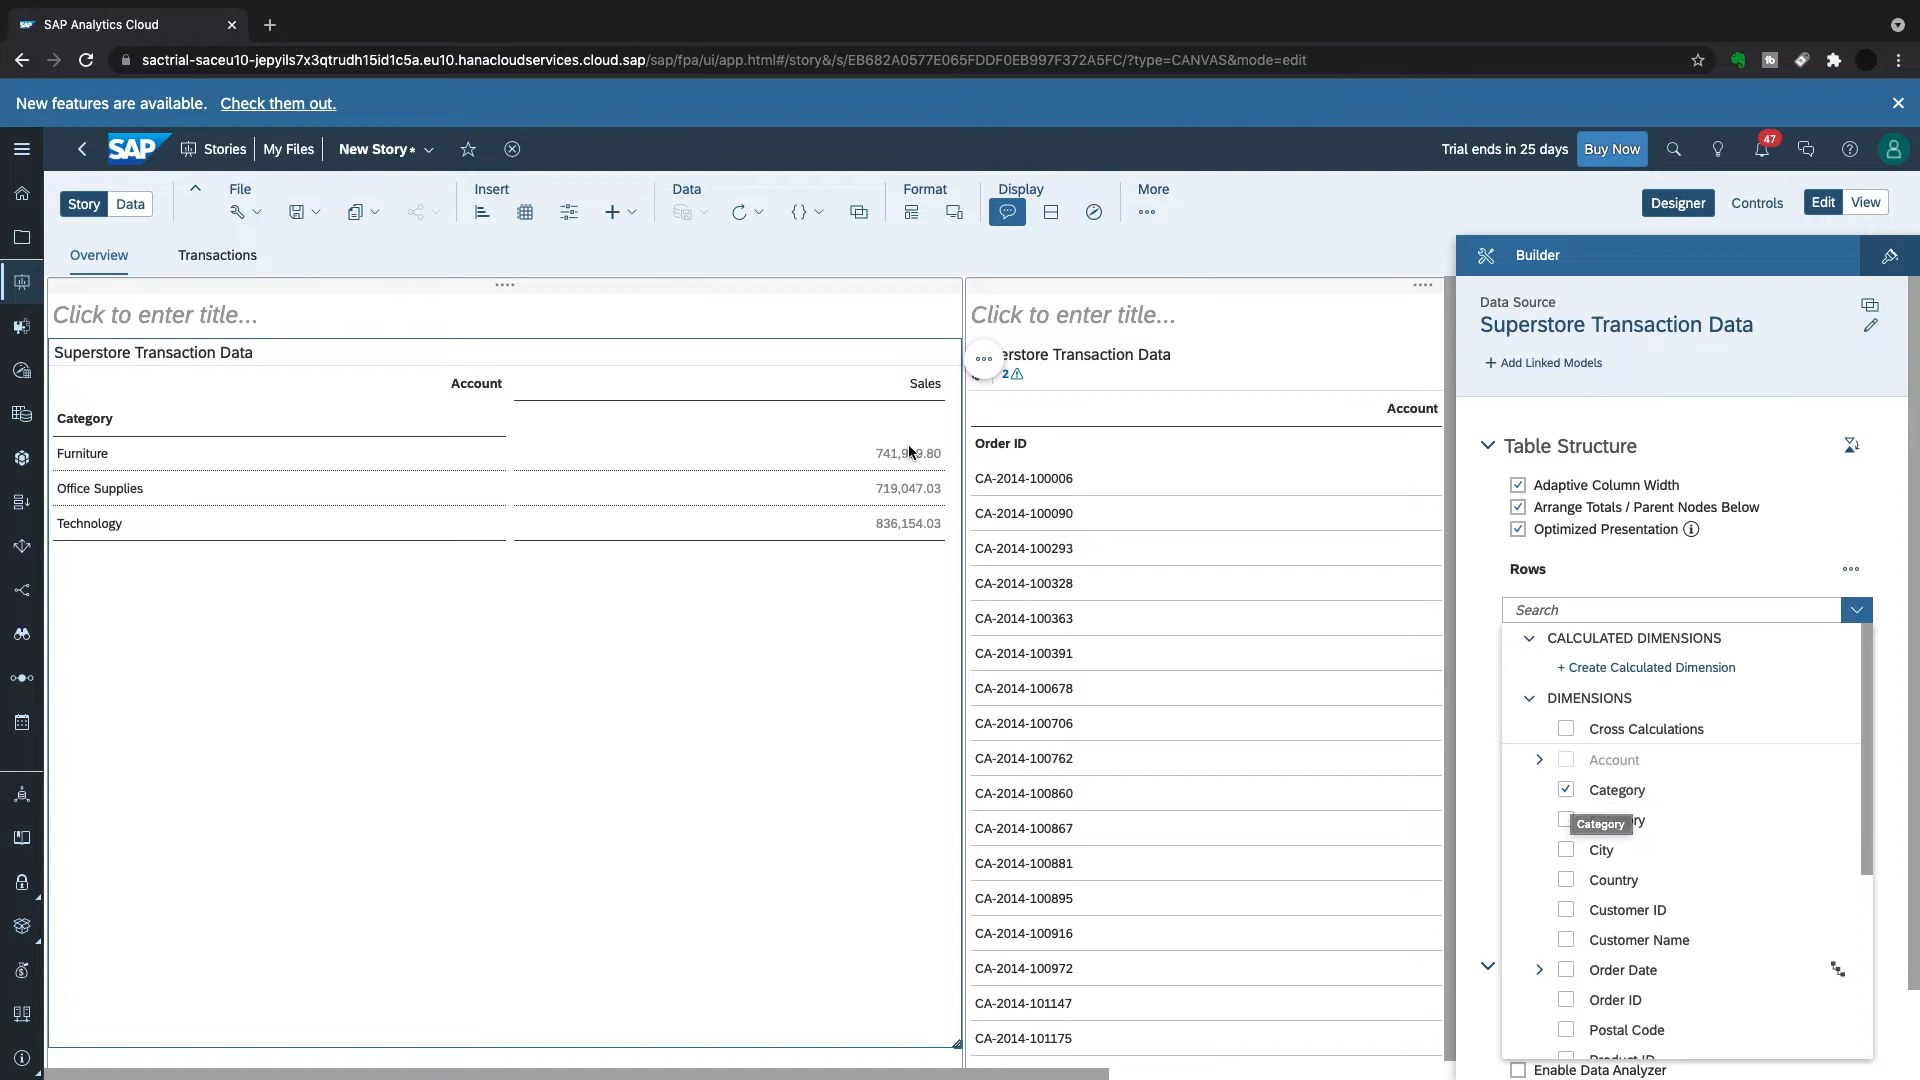 SAP Analytics Cloud
sactrial-saceu10-jepyils7x3qtrudh15id1c5a.eu10.hanacloudservices.cloud.sap/sap/fpa/ui/app.html#/story&/s/EB682A0577E065FDDF0EB997F372A5FC/?type=CANVAS&mode=edit
New features are available. Check them out.
SAP Stories My Files New Story* Trial ends in 25 days Buy Now 47
File Insert Data Format Display More
Story Data Designer Controls Edit View
Overview Transactions
Builder
Click to enter title...
Superstore Transaction Data
Account Sales
Category
Furniture
Office Supplies 719,047.03
Technology 836,154.03
Click to enter title...
Transaction Data
2
Account
Order ID
CA-2014-100006
CA-2014-100090
CA-2014-100293
CA-2014-100328
CA-2014-100363
CA-2014-100391
CA-2014-100678
CA-2014-100706
CA-2014-100762
CA-2014-100860
CA-2014-100867
CA-2014-100881
CA-2014-100895
CA-2014-100916
CA-2014-100972
CA-2014-101147
CA-2014-101175
Data Source
Superstore Transaction Data
+ Add Linked Models
Table Structure
Adaptive Column Width
Arrange Totals / Parent Nodes Below
Optimized Presentation
Rows
Search
CALCULATED DIMENSIONS
+ Create Calculated Dimension
DIMENSIONS
Cross Calculations
Account
Category
Category
City
Country
Customer ID
Customer Name
Order Date
Order ID
Postal Code
Product ID
Enable Data Analyzer